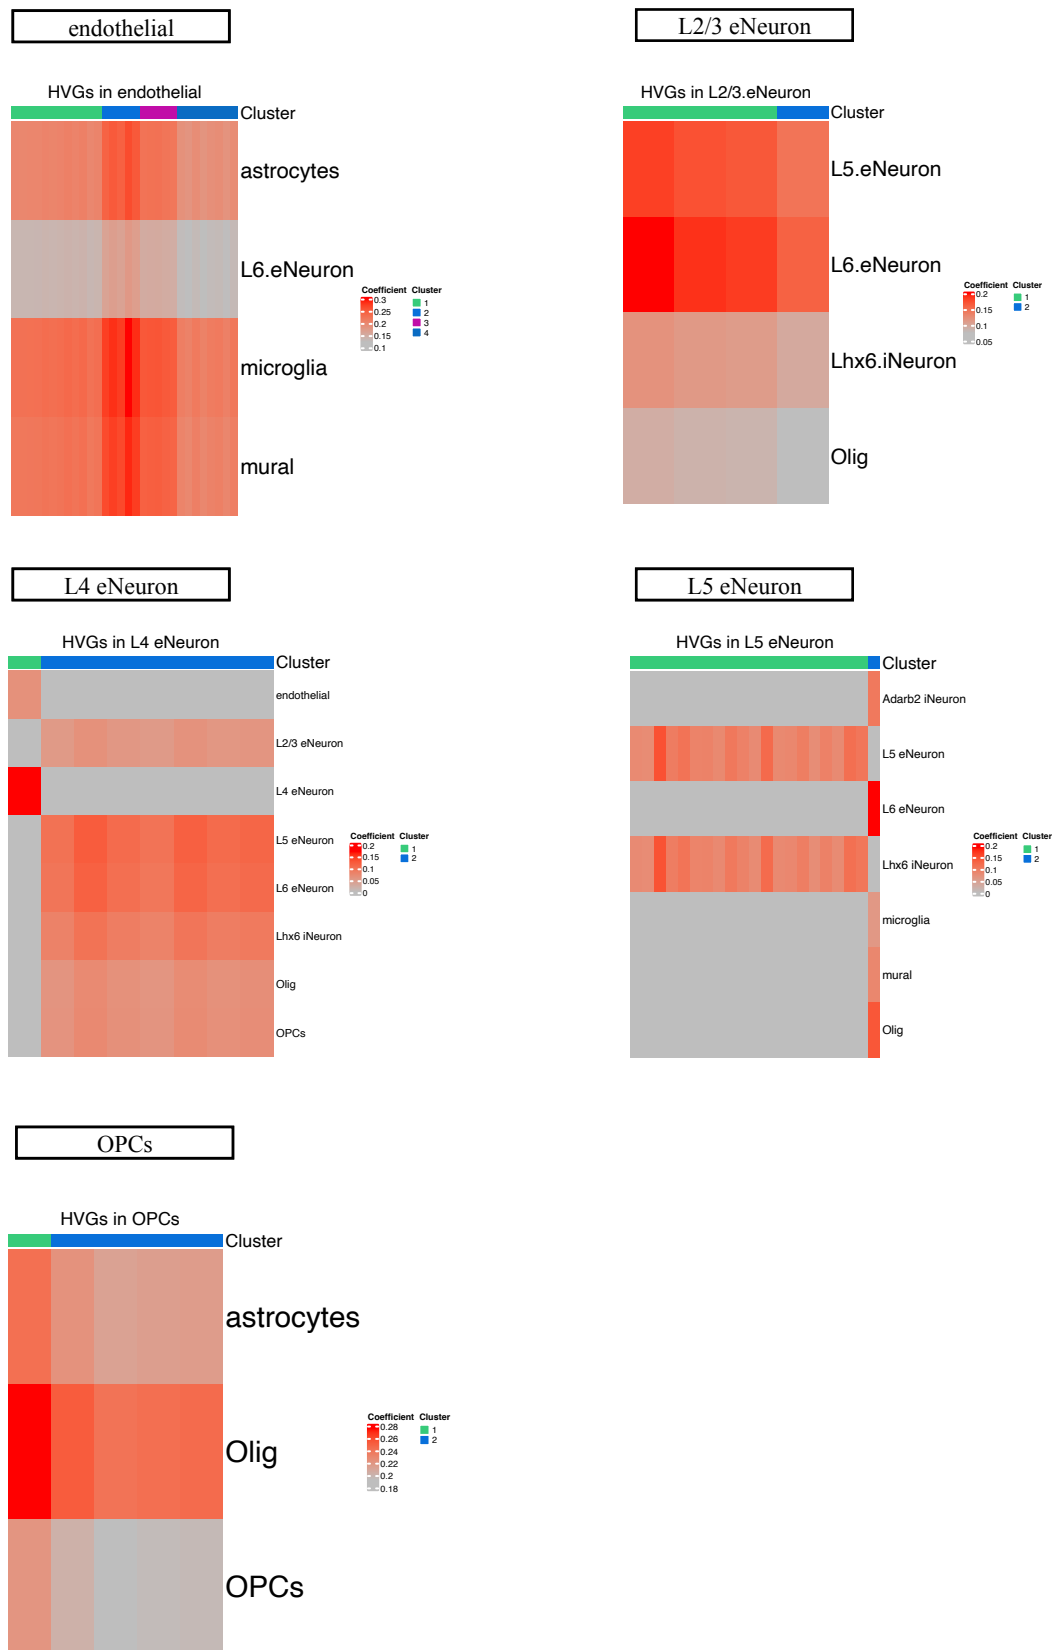 endothelial
HVGs in endothelial
Cluster
astrocytes
L6.eNeuron
microglia
mural
Coefficient Cluster
0.3 1
0.25 2
0.2 3
0.15 4
0.1
L2/3 eNeuron
HVGs in L2/3.eNeuron
Cluster
L5.eNeuron
L6.eNeuron
Lhx6.iNeuron
Olig
Coefficient Cluster
0.2 1
0.15 2
0.1
0.05
L4 eNeuron
HVGs in L4 eNeuron
Cluster
endothelial
L2/3 eNeuron
L4 eNeuron
L5 eNeuron
L6 eNeuron
Lhx6 iNeuron
Olig
OPCs
Coefficient Cluster
0.2 1
0.15 2
0.1
0.05
0
L5 eNeuron
HVGs in L5 eNeuron
Cluster
Adarb2 iNeuron
L5 eNeuron
L6 eNeuron
Lhx6 iNeuron
microglia
mural
Olig
Coefficient Cluster
0.2 1
0.15 2
0.1
0.05
0
OPCs
HVGs in OPCs
Cluster
astrocytes
Olig
OPCs
Coefficient Cluster
0.28 1
0.26 2
0.24
0.22
0.2
0.18